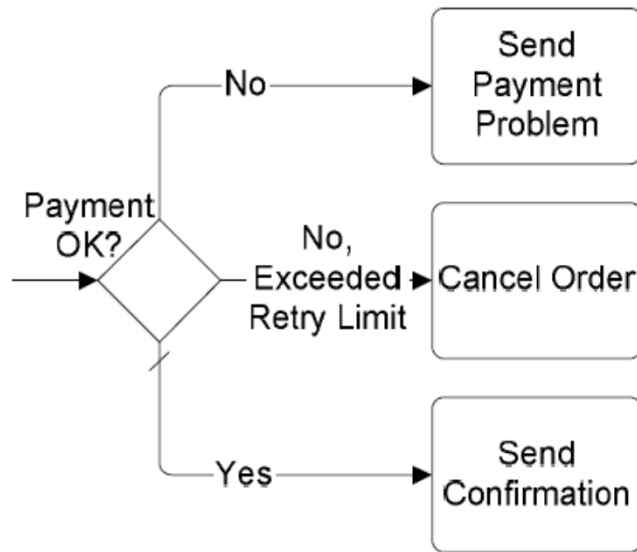 Send
Payment
Problem
No
Payment
OK?
No,
Exceeded
Retry Limit
Cancel Order
Yes
Send
Confirmation